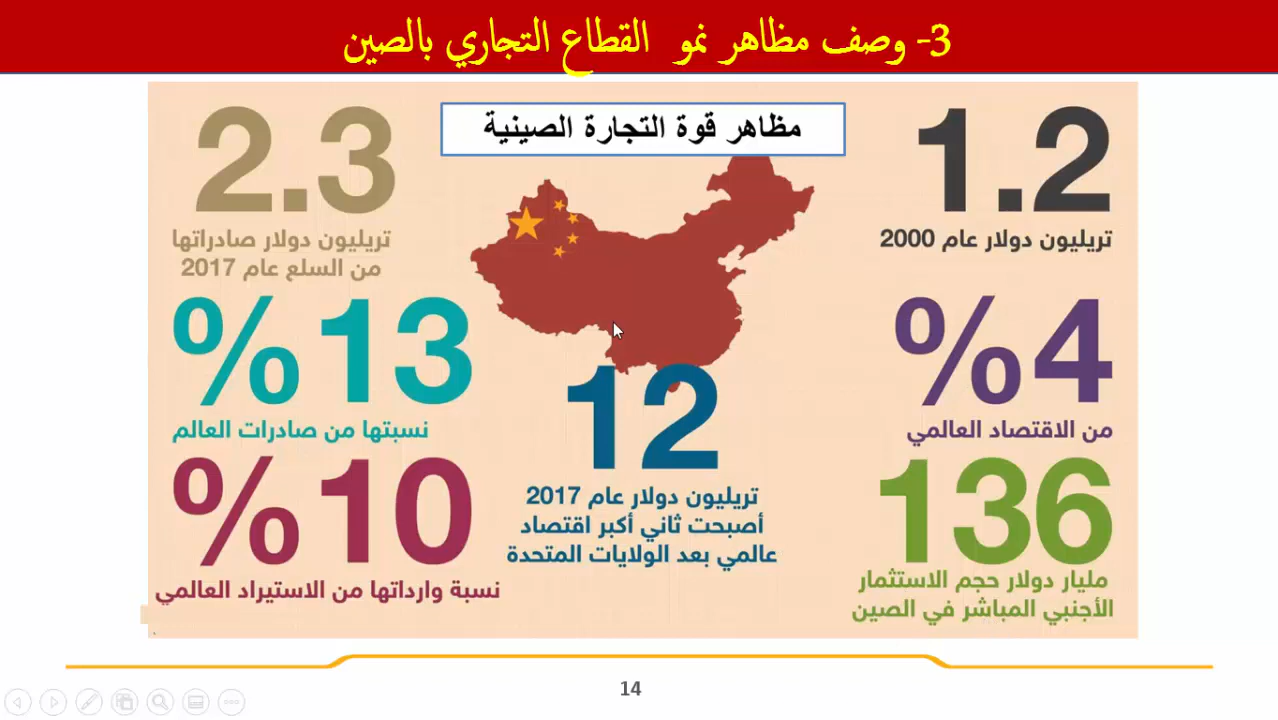 3- وصف مظاهر نمو القطاع التجاري بالصين
مظاهر قوة التجارة الصينية
1.2
تريليون دولار عام 2000
%4
من الاقتصاد العالمي
136
مليار دولار حجم الاستثمار
الأجنبي المباشر في الصين
12
تريليون دولار عام 2017
أصبحت ثاني أكبر اقتصاد
عالمي بعد الولايات المتحدة
2.3
تريليون دولار صادراتها
من السلع عام 2017
%13
نسبتها من صادرات العالم
%10
نسبة وارداتها من الاستيراد العالمي
14